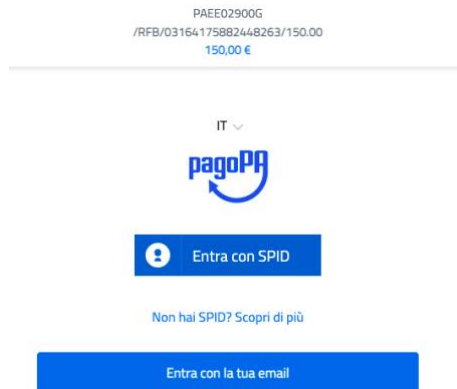 PAEE02900G
/RFB/03164175882448263/150.00
150,00 €
IT
pagoPA
Entra con SPID
Non hai SPID? Scopri di più
Entra con la tua email